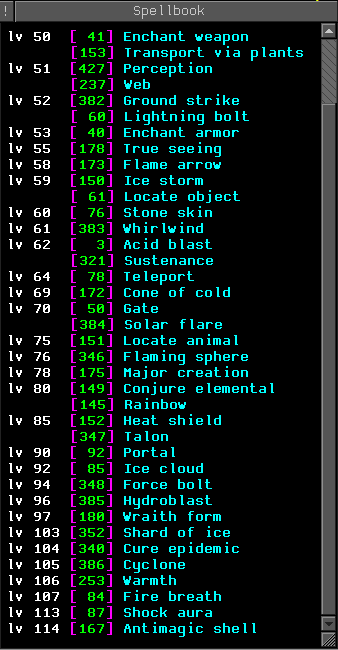 ! Spellbook
lv 50 [ 41] Enchant weapon
[153] Transport via plants
lv 51 [427] Perception
[237] Web
lv 52 [382] Ground strike
[ 60] Lightning bolt
lv 53 [ 40] Enchant armor
lv 55 [178] True seeing
lv 58 [173] Flame arrow
lv 59 [150] Ice storm
[ 61] Locate object
lv 60 [ 76] Stone skin
lv 61 [383] Whirlwind
lv 62 [  3] Acid blast
[321] Sustenance
lv 64 [ 78] Teleport
lv 69 [172] Cone of cold
lv 70 [ 50] Gate
[384] Solar flare
lv 75 [151] Locate animal
lv 76 [346] Flaming sphere
lv 78 [175] Major creation
lv 80 [149] Conjure elemental
[145] Rainbow
lv 85 [152] Heat shield
[347] Talon
lv 90 [ 92] Portal
lv 92 [ 85] Ice cloud
lv 94 [348] Force bolt
lv 96 [385] Hydroblast
lv 97 [180] Wraith form
lv 103 [352] Shard of ice
lv 104 [340] Cure epidemic
lv 105 [386] Cyclone
lv 106 [253] Warmth
lv 107 [ 84] Fire breath
lv 113 [ 87] Shock aura
lv 114 [167] Antimagic shell